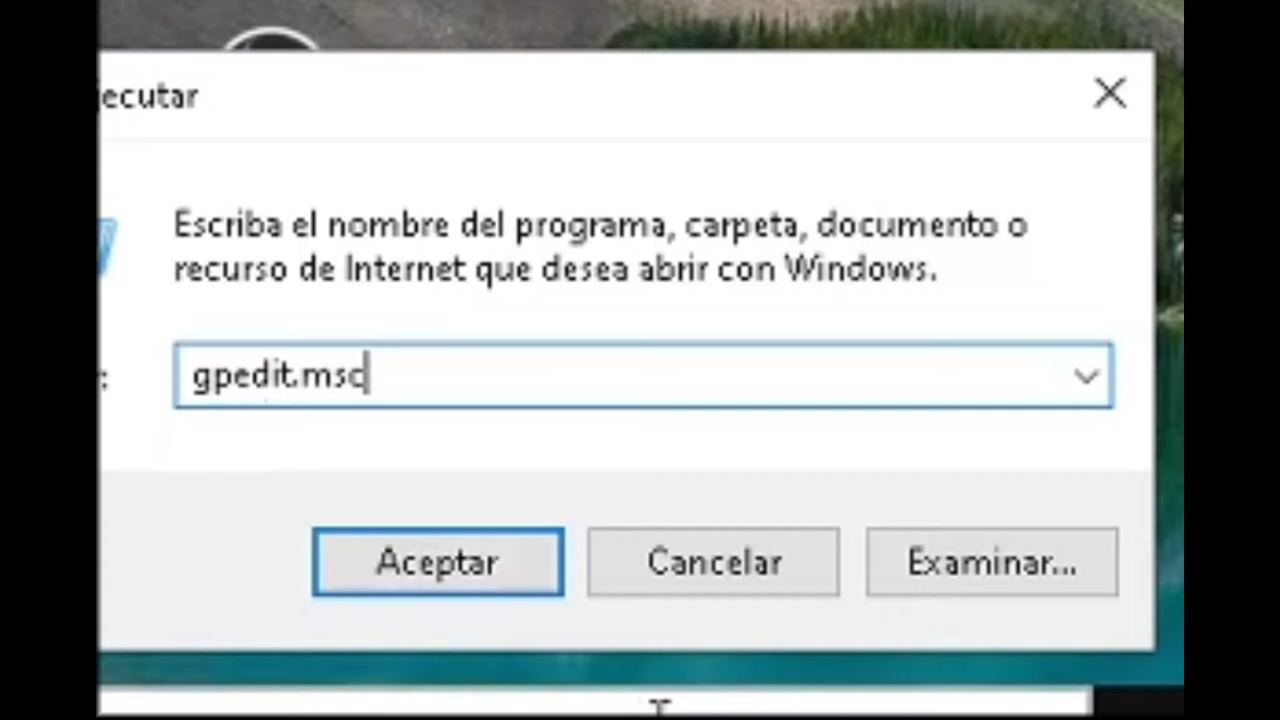 jecutar
Escriba el nombre del programa, carpeta, documento o
recurso de Internet que desea abrir con Windows.
: gpedit.msc
Aceptar Cancelar Examinar...